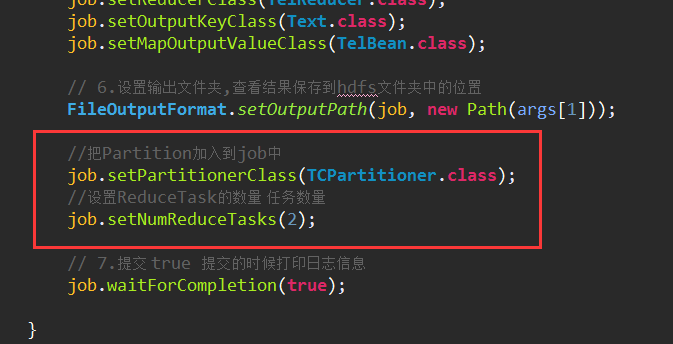 job.setReducerClass(TelReducer.class);
job.setOutputKeyClass(Text.class);
job.setMapOutputValueClass(TelBean.class);
// 6.设置输出文件夹,查看结果保存到hdfs文件夹中的位置
FileOutputFormat.setOutputPath(job, new Path(args[1]));
//把Partition加入到job中
job.setPartitionerClass(TCPartitioner.class);
//设置ReduceTask的数量 任务数量
job.setNumReduceTasks(2);
// 7.提交 true 提交的时候打印日志信息
job.waitForCompletion(true);
}